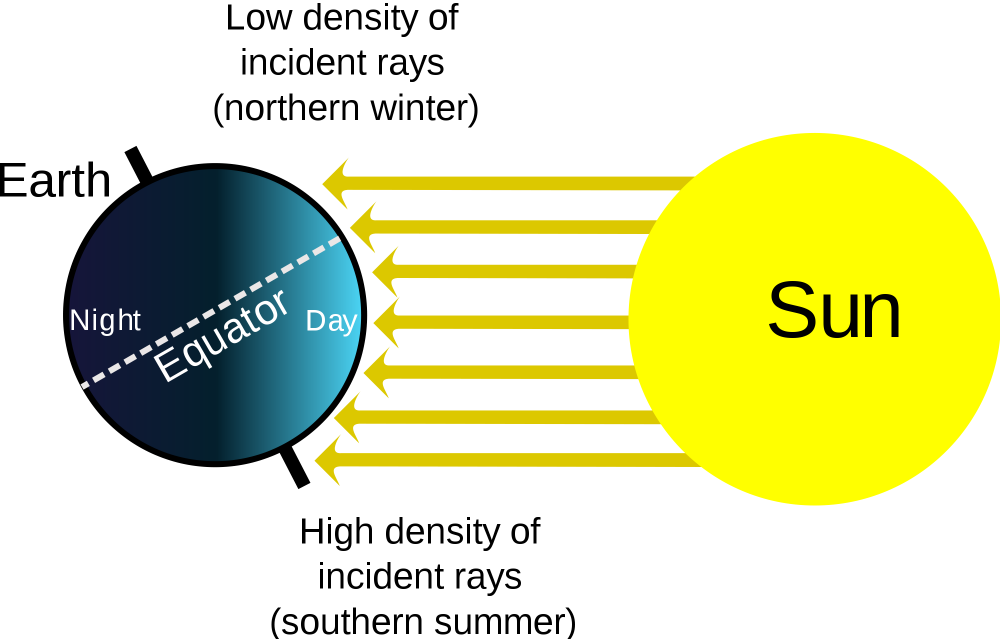 Low density of
incident rays
(northern winter)
Earth
Sun
Night
Equator
Day
High density of
incident rays
(southern summer)